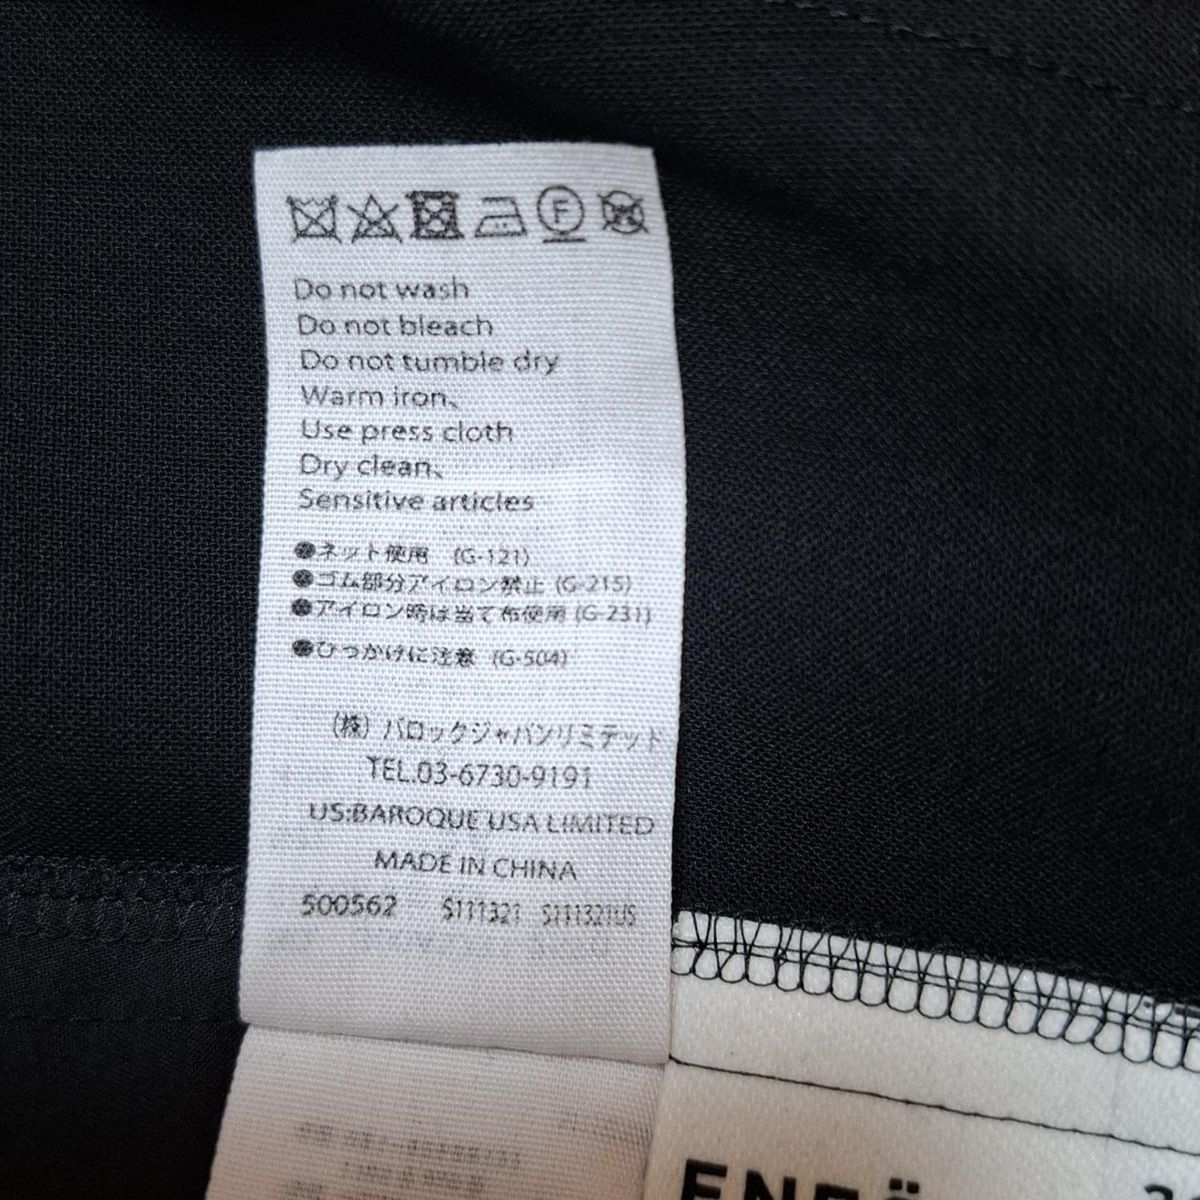 F
Do not wash
Do not bleach
Do not tumble dry
Warm iron、
Use press cloth
Dry clean、
Sensitive articles
●ネット使用 (G-121)
●ゴム部分アイロン禁止 (G-215)
●アイロン時は当て布使用 (G-231)
●ひっかけに注意 (G-504)
(株) バロックジャパンリミテッド
TEL.03-6730-9191
US:BAROQUE USA LIMITED
MADE IN CHINA
500562 S111321 S111321US